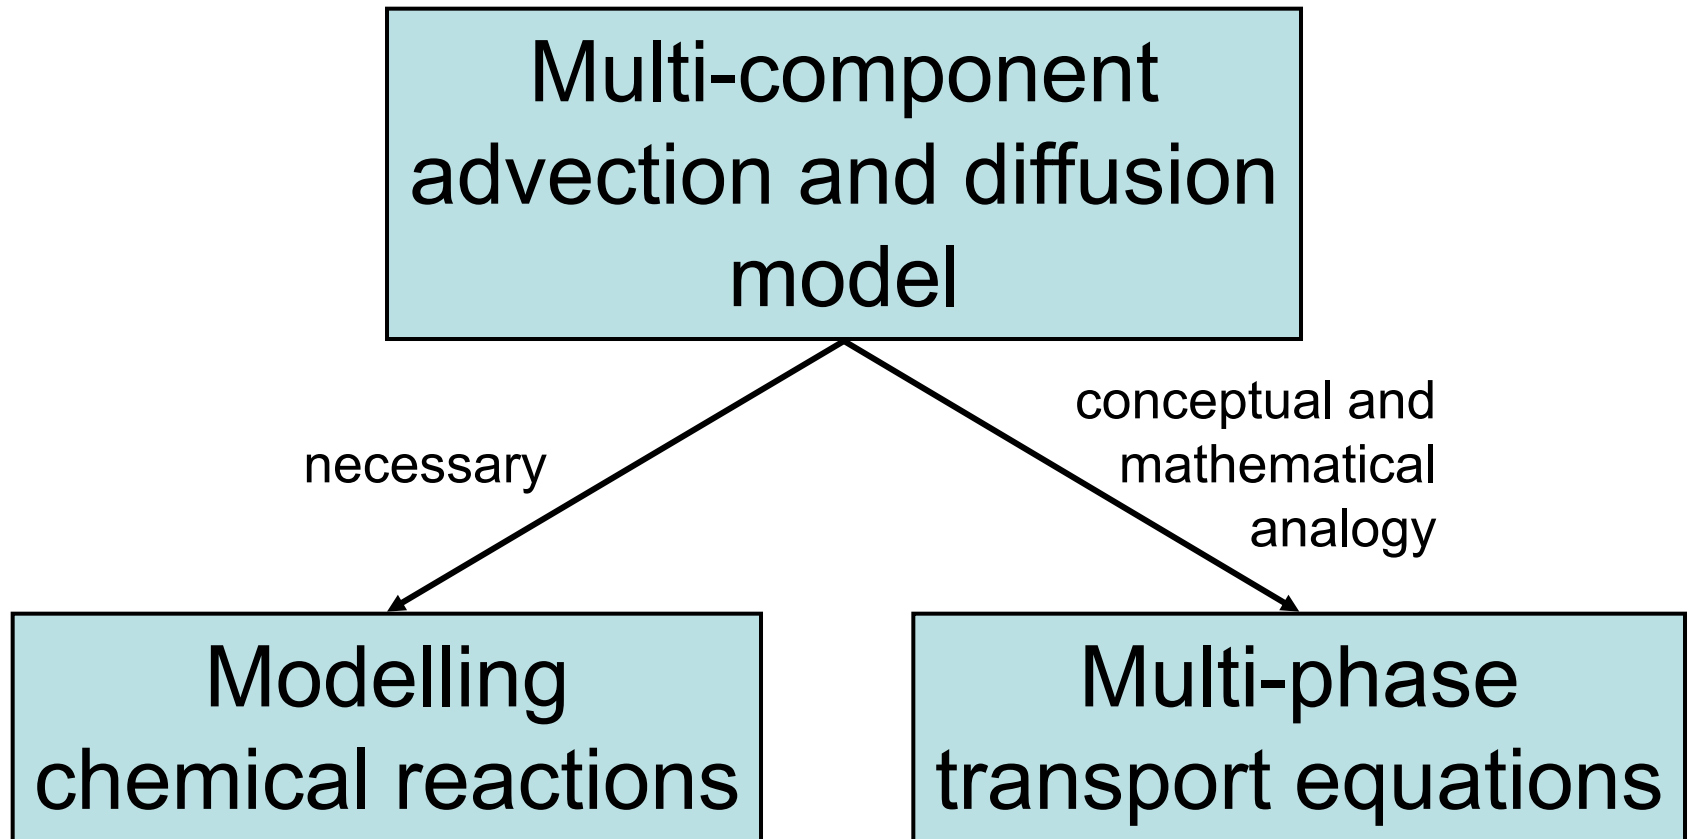 Multi-component
advection and diffusion
model
necessary
conceptual and
mathematical
analogy
Modelling
chemical reactions
Multi-phase
transport equations